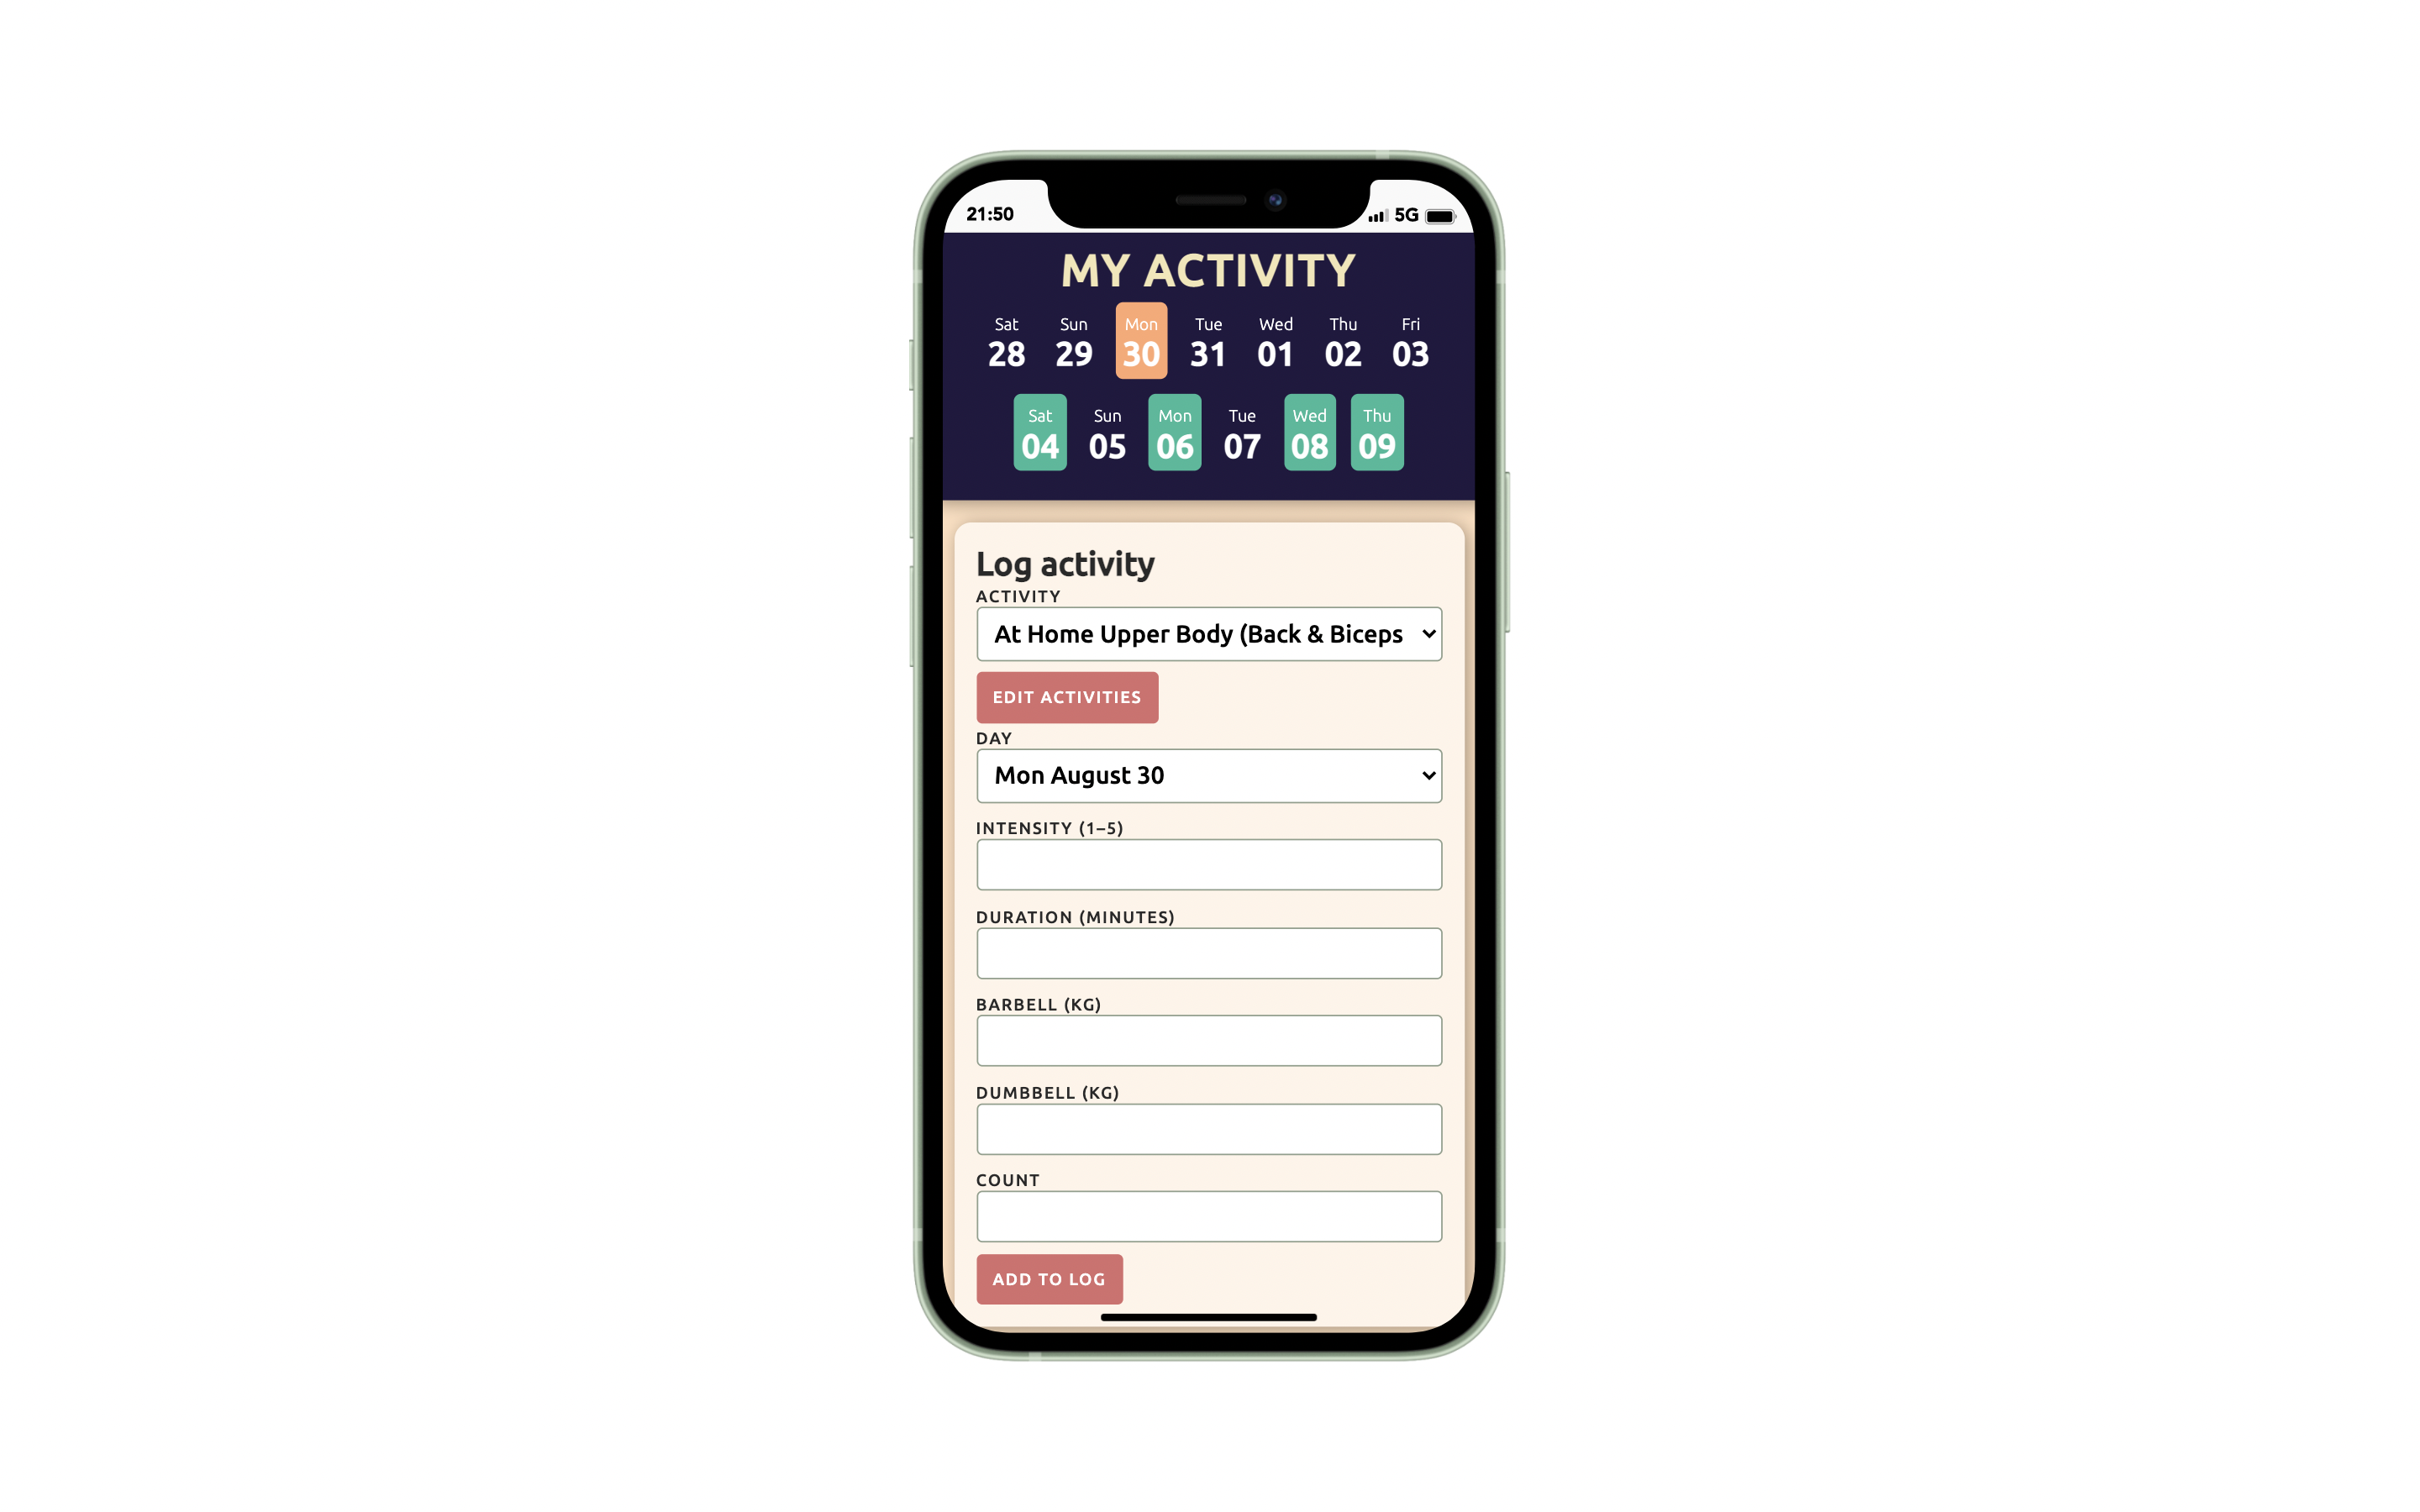 21:50 5G
MY ACTIVITY
Sat Sun Mon Tue Wed Thu Fri
28 29 30 31 01 02 03
Sat Sun Mon Tue Wed Thu
04 05 06 07 08 09
Log activity
ACTIVITY
At Home Upper Body (Back & Biceps
EDIT ACTIVITIES
DAY
Mon August 30
INTENSITY (1–5)
DURATION (MINUTES)
BARBELL (KG)
DUMBBELL (KG)
COUNT
ADD TO LOG